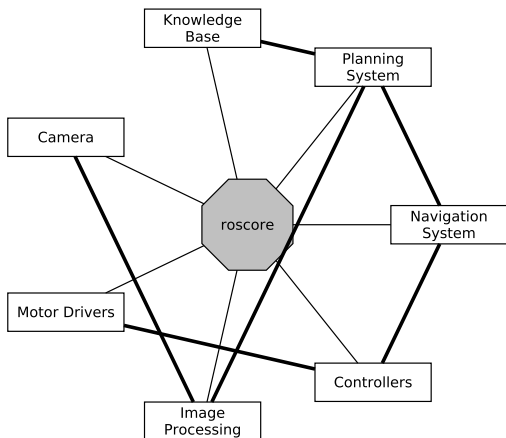 Knowledge
Base
Planning
System
Camera
roscore
Navigation
System
Motor Drivers
Controllers
Image
Processing